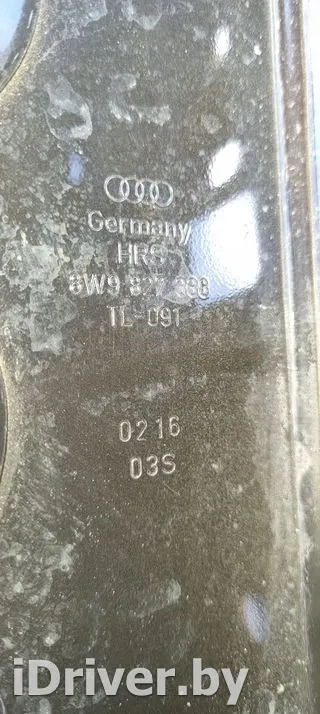 Germany
HRS
8W9 827 388
TL-091
0216
03S
iDriver.by